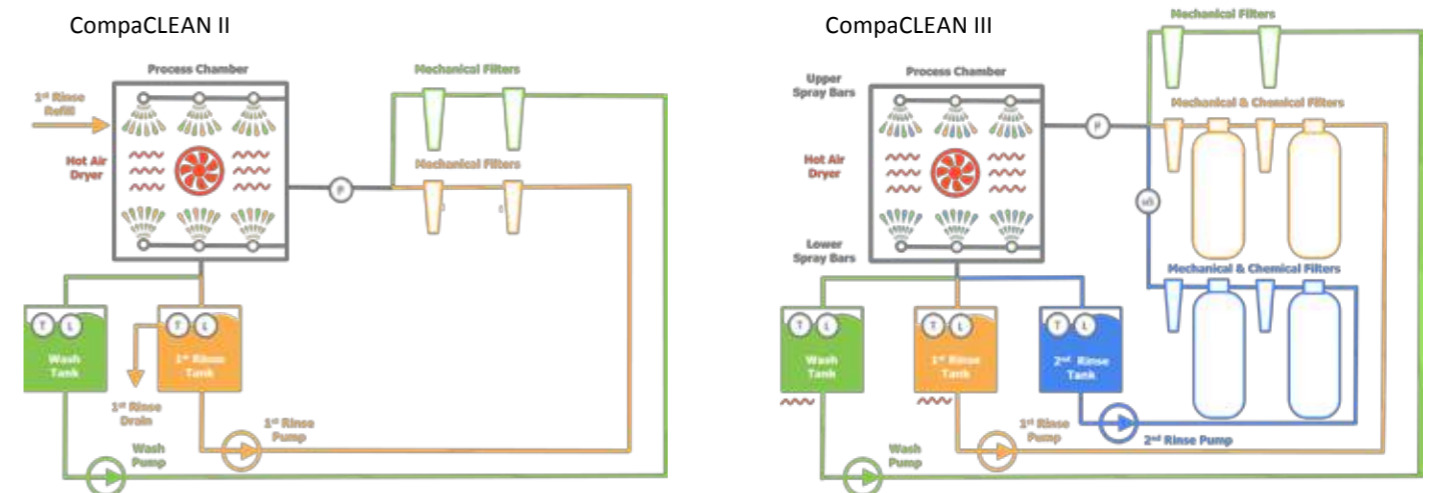 CompaCLEAN II
Process Chamber
1st Rinse
Refill
Hot Air
Dryer
Mechanical Filters
P
Mechanical Filters
T L
Wash
Tank
T L
1st Rinse
Tank
1st Rinse
Drain
1st Rinse
Pump
Wash
Pump
CompaCLEAN III
Mechanical Filters
Process Chamber
Upper
Spray Bars
Mechanical & Chemical Filters
P
Hot Air
Dryer
Lower
Spray Bars
Mechanical & Chemical Filters
T L
Wash
Tank
T L
1st Rinse
Tank
T L
2nd Rinse
Tank
1st Rinse
Pump
2nd Rinse Pump
Wash
Pump